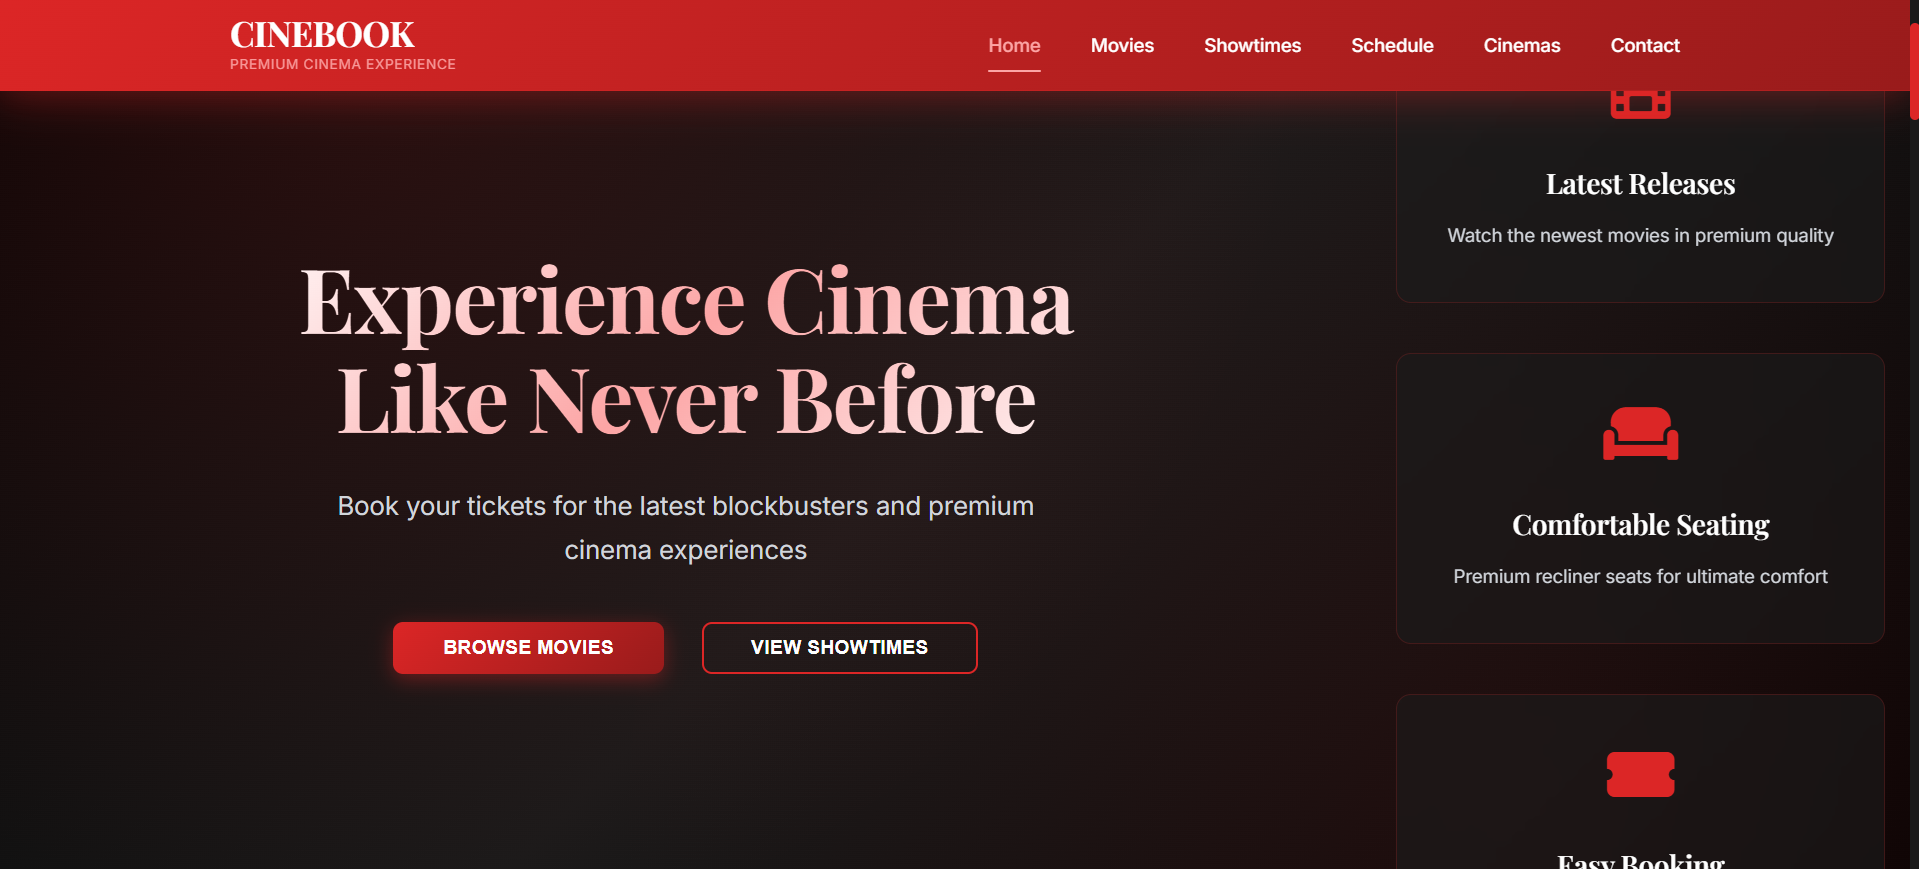 CINEBOOK
PREMIUM CINEMA EXPERIENCE
Home
Movies
Showtimes
Schedule
Cinemas
Contact
Experience Cinema
Like Never Before
Book your tickets for the latest blockbusters and premium
cinema experiences
BROWSE MOVIES
VIEW SHOWTIMES
Latest Releases
Watch the newest movies in premium quality
Comfortable Seating
Premium recliner seats for ultimate comfort
Easy Booking